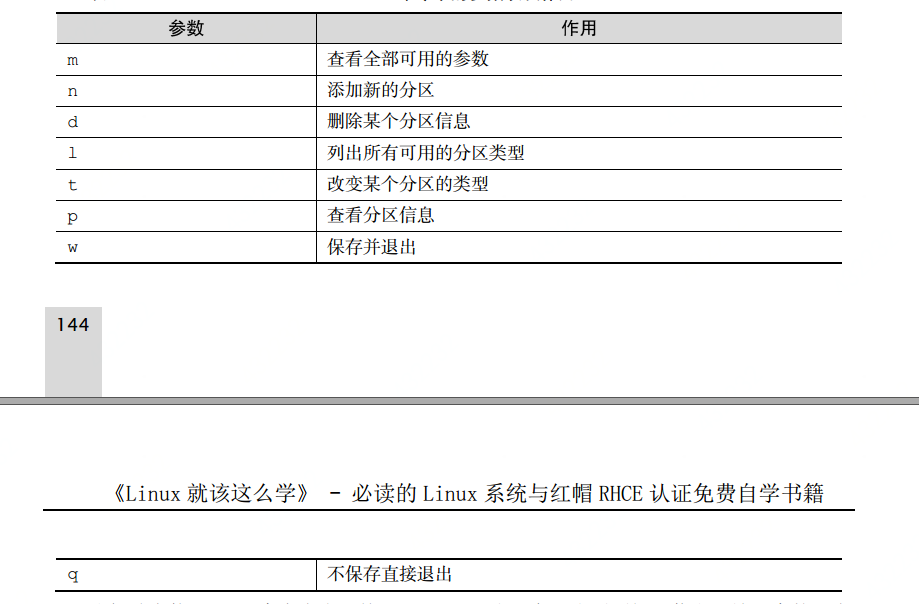 参数 作用
m 查看全部可用的参数
n 添加新的分区
d 删除某个分区信息
l 列出所有可用的分区类型
t 改变某个分区的类型
p 查看分区信息
w 保存并退出
144
《Linux 就该这么学》 - 必读的 Linux 系统与红帽 RHCE 认证免费自学书籍
q 不保存直接退出